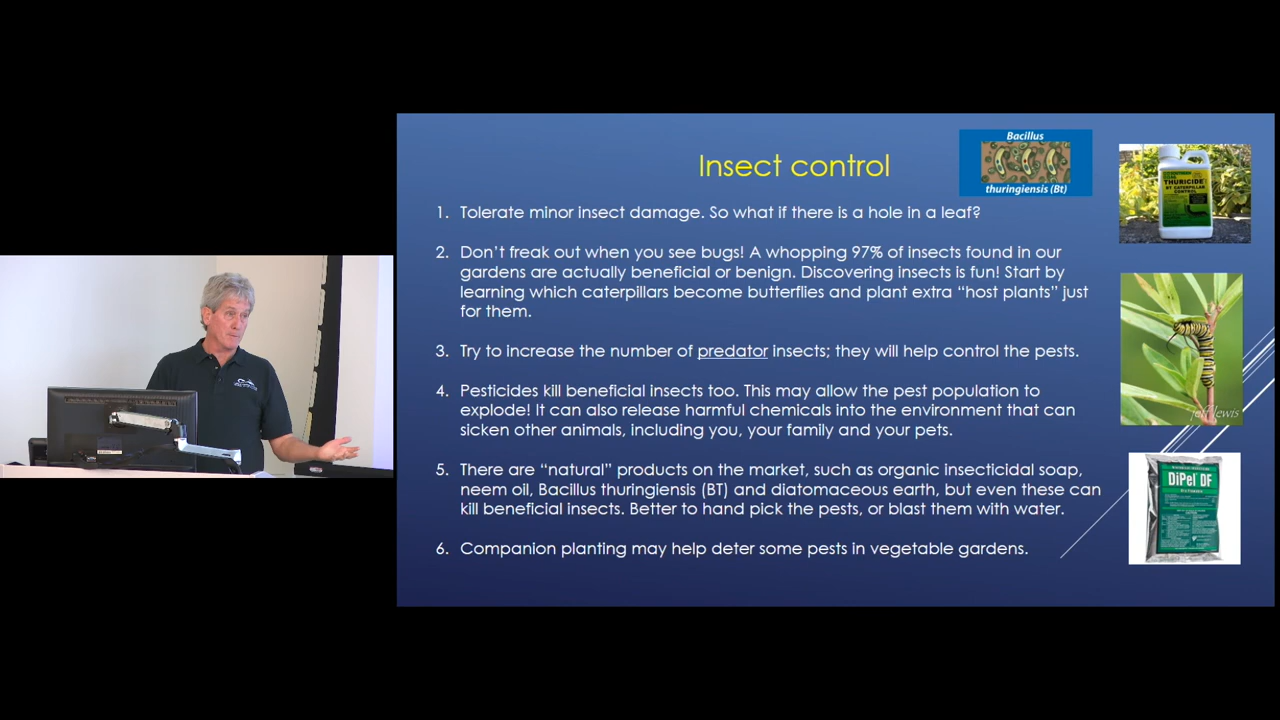 Insect control
Bacillus
thuringiensis (Bt)
1. Tolerate minor insect damage. So what if there is a hole in a leaf?
2. Don't freak out when you see bugs! A whopping 97% of insects found in our
gardens are actually beneficial or benign. Discovering insects is fun! Start by
learning which caterpillars become butterflies and plant extra “host plants” just
for them.
3. Try to increase the number of predator insects; they will help control the pests.
4. Pesticides kill beneficial insects too. This may allow the pest population to
explode! It can also release harmful chemicals into the environment that can
sicken other animals, including you, your family and your pets.
5. There are “natural” products on the market, such as organic insecticidal soap,
neem oil, Bacillus thuringiensis (BT) and diatomaceous earth, but even these can
kill beneficial insects. Better to hand pick the pests, or blast them with water.
6. Companion planting may help deter some pests in vegetable gardens.
THURICIDE
BT CATERPILLAR
CONTROL
jeff lewis
DiPel DF